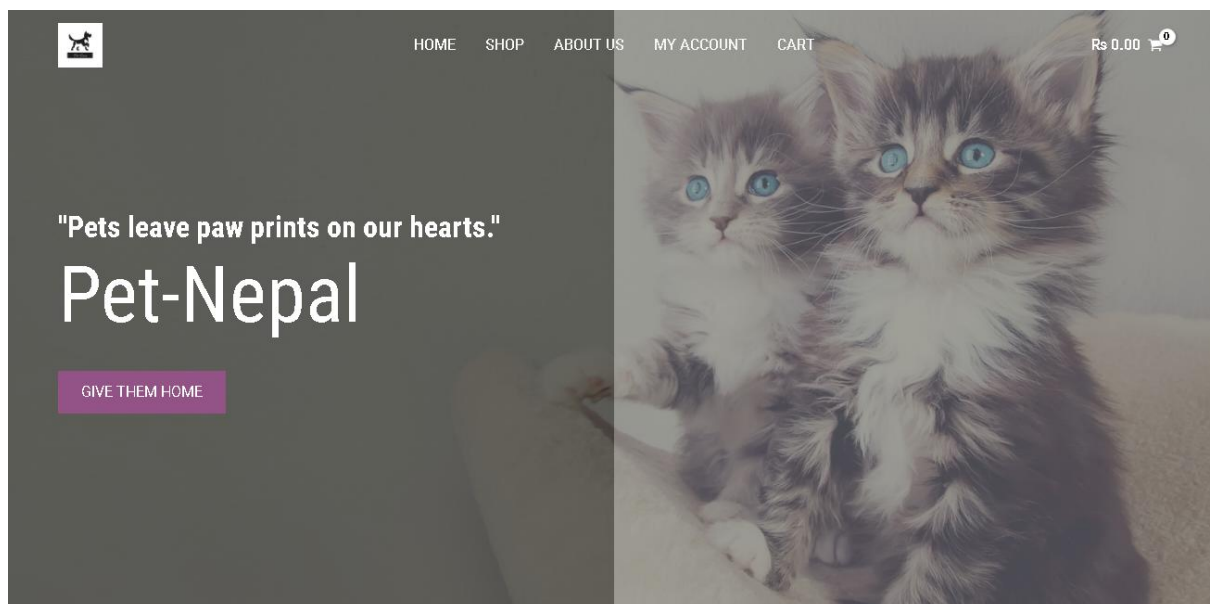 HOME SHOP ABOUT US MY ACCOUNT CART Rs 0.00 0
"Pets leave paw prints on our hearts."
Pet-Nepal
GIVE THEM HOME